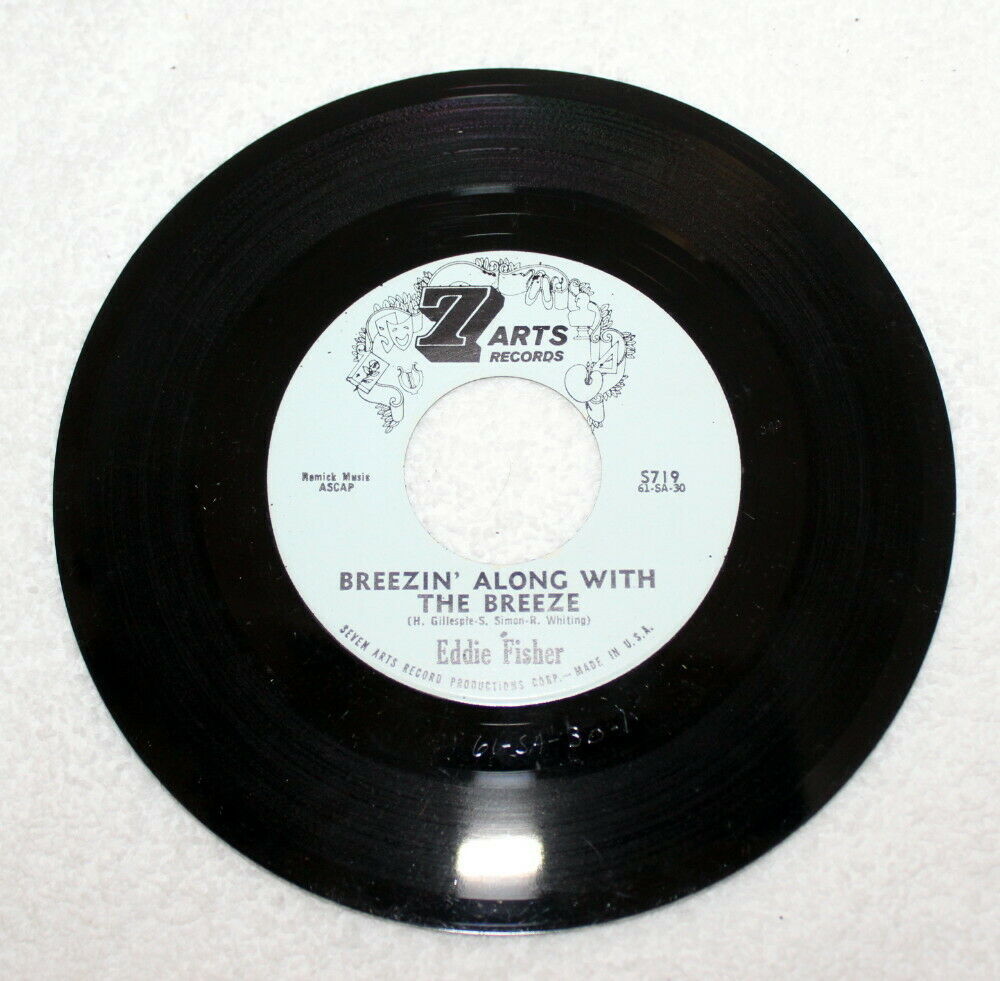 7 ARTS
RECORDS
Remick Music
ASCAP
S719
61-SA-30
BREEZIN' ALONG WITH
THE BREEZE
(H. Gillespie-S. Simon-R. Whiting)
Eddie Fisher
SEVEN ARTS RECORD PRODUCTIONS CORP.—MADE IN U.S.A.
61-SA-30-1